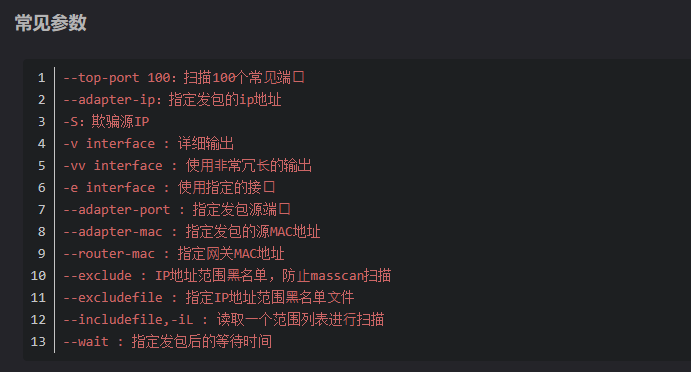 常见参数
1 --top-port 100：扫描100个常见端口
2 --adapter-ip：指定发包的ip地址
3 -S：欺骗源IP
4 -v interface : 详细输出
5 -vv interface : 使用非常冗长的输出
6 -e interface : 使用指定的接口
7 --adapter-port : 指定发包源端口
8 --adapter-mac : 指定发包的源MAC地址
9 --router-mac : 指定网关MAC地址
10 --exclude : IP地址范围黑名单，防止masscan扫描
11 --excludefile : 指定IP地址范围黑名单文件
12 --includefile,-iL : 读取一个范围列表进行扫描
13 --wait : 指定发包后的等待时间